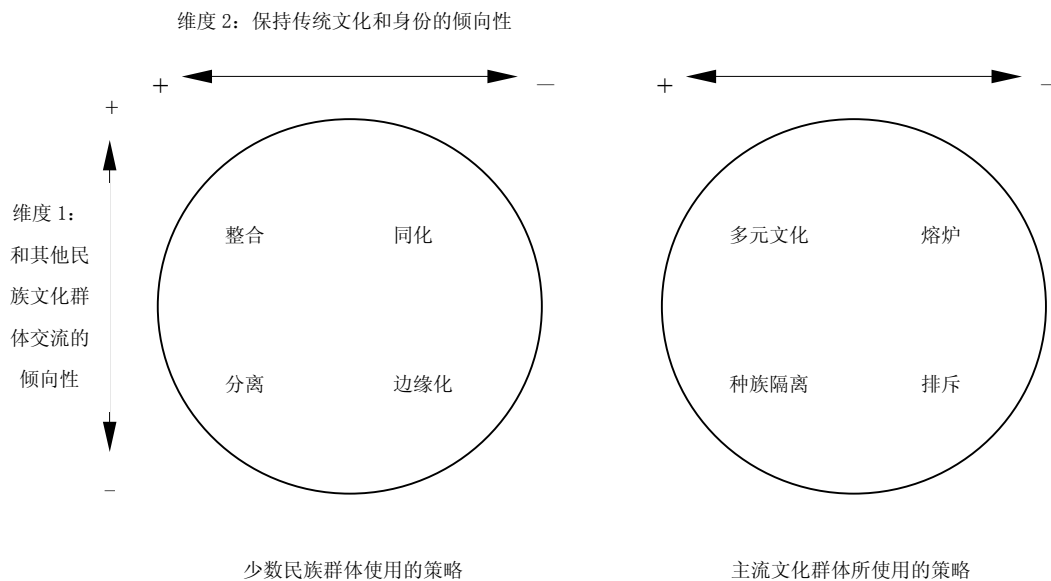 维度 2：保持传统文化和身份的倾向性
+
—
+
—
+
维度 1：
和其他民
族文化群
体交流的
倾向性
–
整合
同化
分离
边缘化
多元文化
熔炉
种族隔离
排斥
少数民族群体使用的策略
主流文化群体所使用的策略